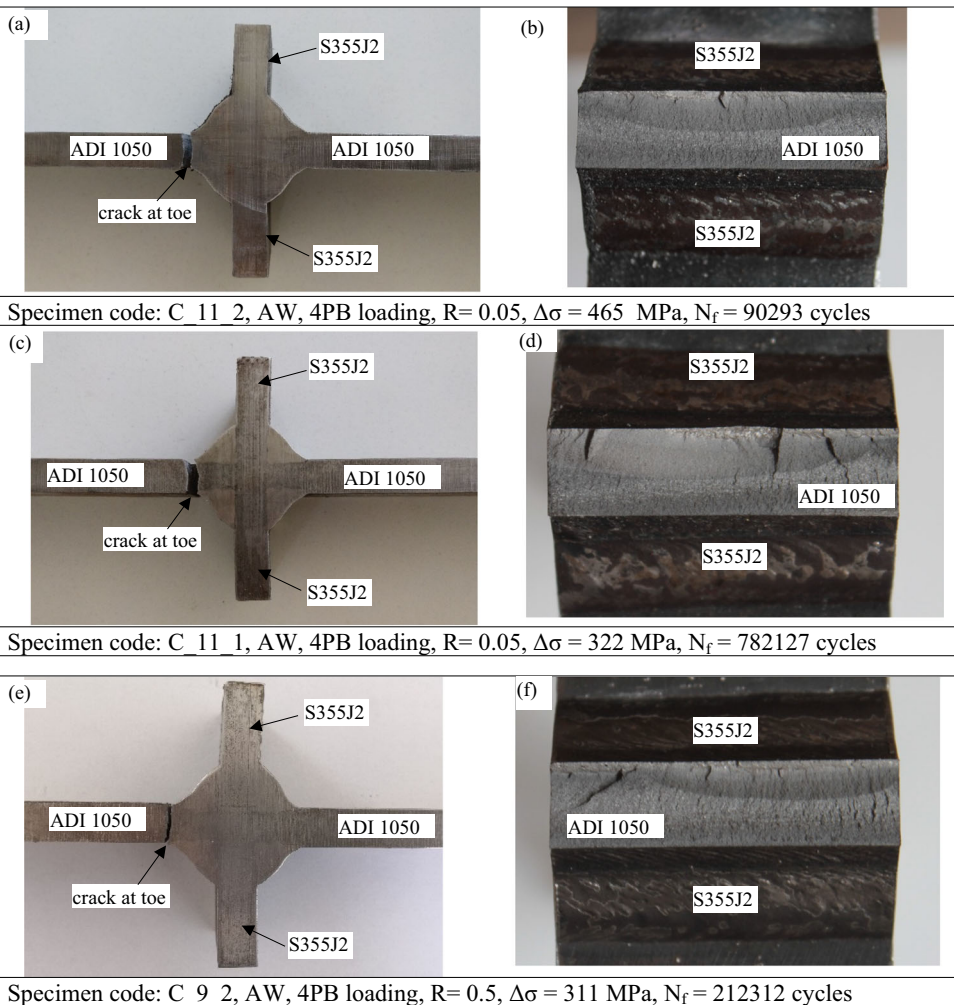 (a)
S355J2
ADI 1050
ADI 1050
crack at toe
S355J2
(b)
S355J2
ADI 1050
S355J2
Specimen code: C_11_2, AW, 4PB loading, R= 0.05, Δσ = 465 MPa, Nf = 90293 cycles
(c)
S355J2
ADI 1050
ADI 1050
crack at toe
S355J2
(d)
S355J2
ADI 1050
S355J2
Specimen code: C_11_1, AW, 4PB loading, R= 0.05, Δσ = 322 MPa, Nf = 782127 cycles
(e)
S355J2
ADI 1050
ADI 1050
crack at toe
S355J2
(f)
S355J2
ADI 1050
S355J2
Specimen code: C_9_2, AW, 4PB loading, R= 0.5, Δσ = 311 MPa, Nf = 212312 cycles